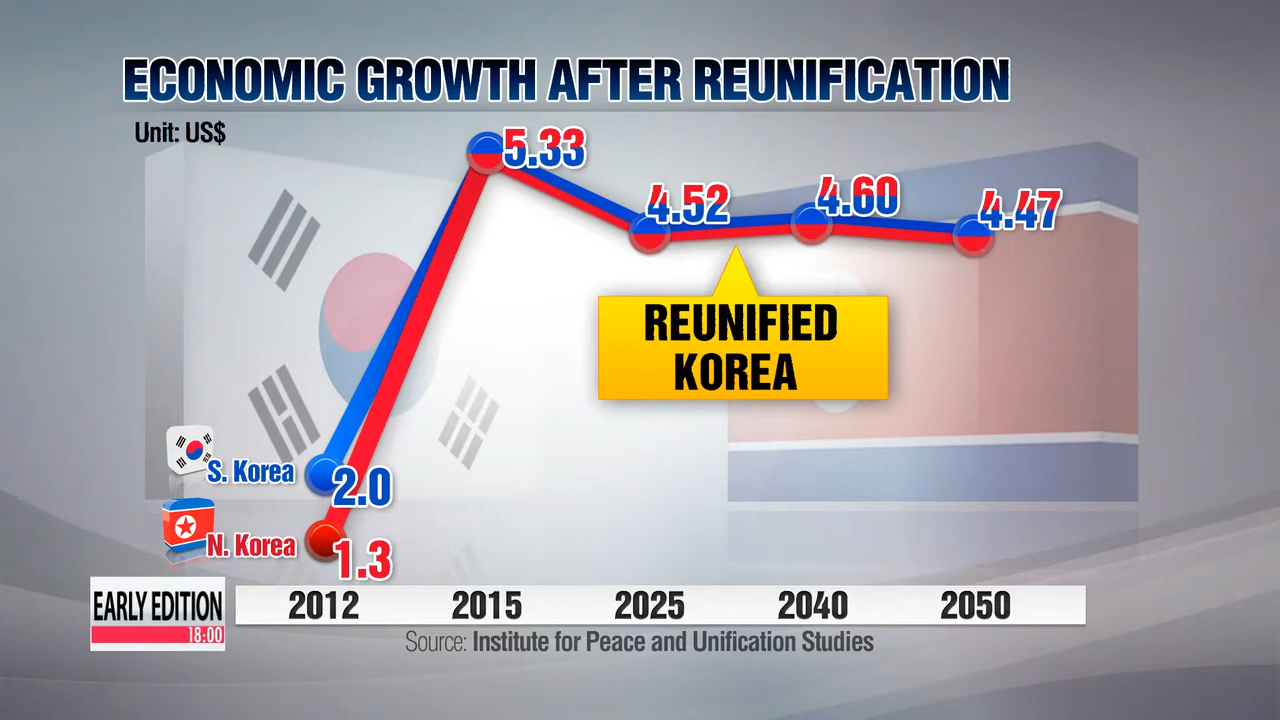 ECONOMIC GROWTH AFTER REUNIFICATION
Unit: US$
5.33
4.52
4.60
4.47
REUNIFIED
KOREA
S. Korea
2.0
N. Korea
1.3
EARLY EDITION
18:00
2012 2015 2025 2040 2050
Source: Institute for Peace and Unification Studies